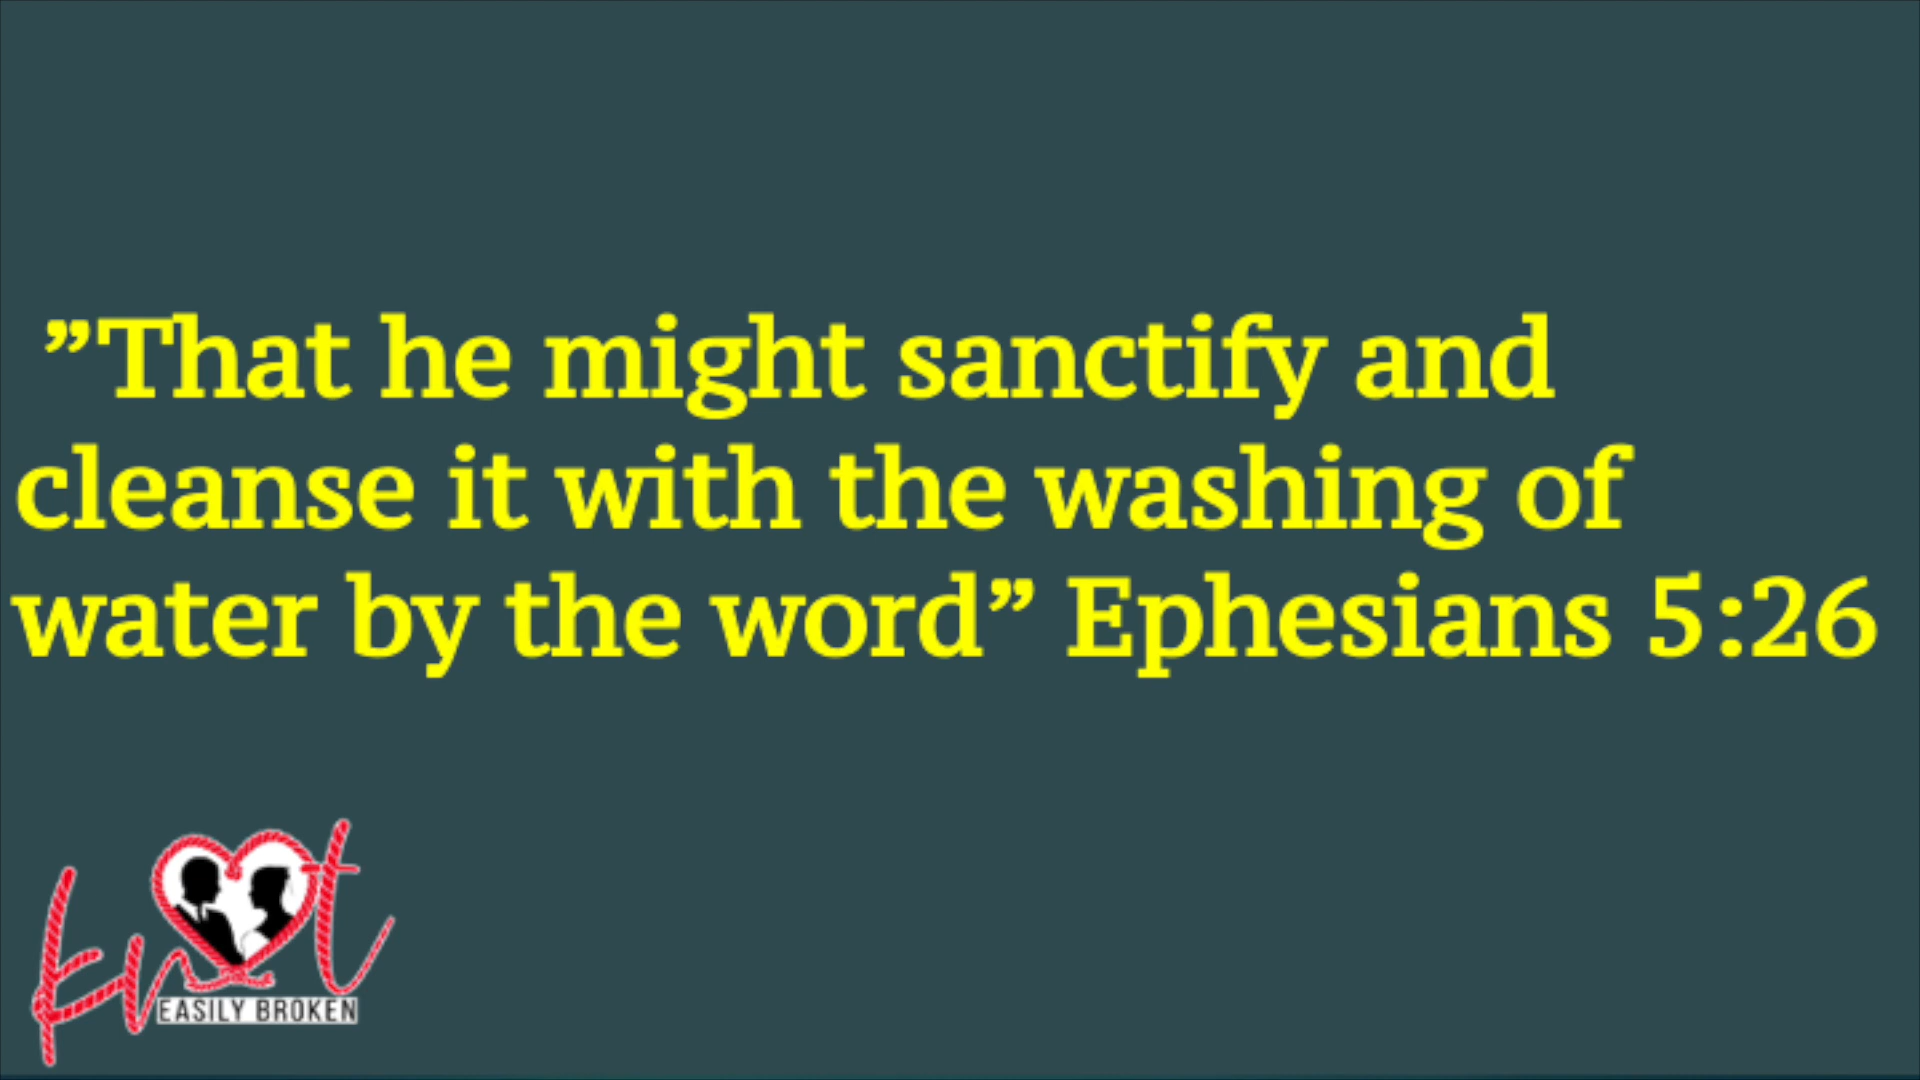 ”That he might sanctify and
cleanse it with the washing of
water by the word” Ephesians 5:26
knot
EASILY BROKEN